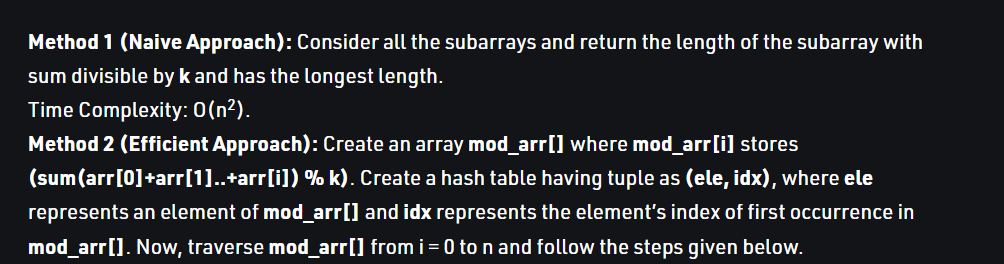 Method 1 (Naive Approach): Consider all the subarrays and return the length of the subarray with
sum divisible by k and has the longest length.
Time Complexity: O(n²).
Method 2 (Efficient Approach): Create an array mod_arr[] where mod_arr[i] stores
(sum(arr[0]+arr[1]..+arr[i]) % k). Create a hash table having tuple as (ele, idx), where ele
represents an element of mod_arr[] and idx represents the element’s index of first occurrence in
mod_arr[]. Now, traverse mod_arr[] from i = 0 to n and follow the steps given below.